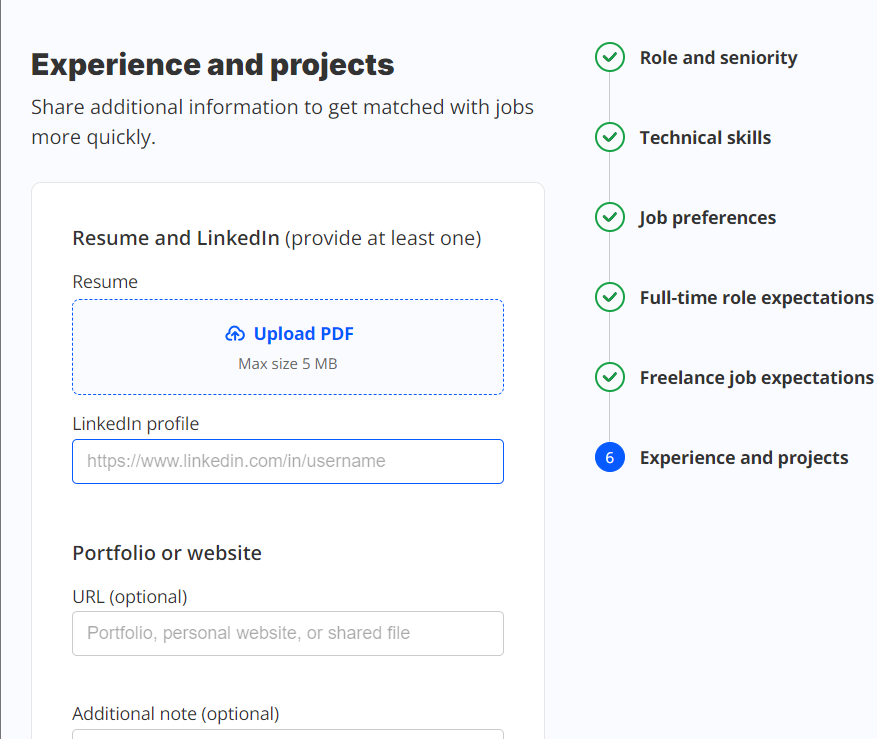 Experience and projects
Share additional information to get matched with jobs
more quickly.
Resume and LinkedIn (provide at least one)
Resume
Upload PDF
Max size 5 MB
LinkedIn profile
https://www.linkedin.com/in/username
Portfolio or website
URL (optional)
Portfolio, personal website, or shared file
Additional note (optional)
Role and seniority
Technical skills
Job preferences
Full-time role expectations
Freelance job expectations
6 Experience and projects